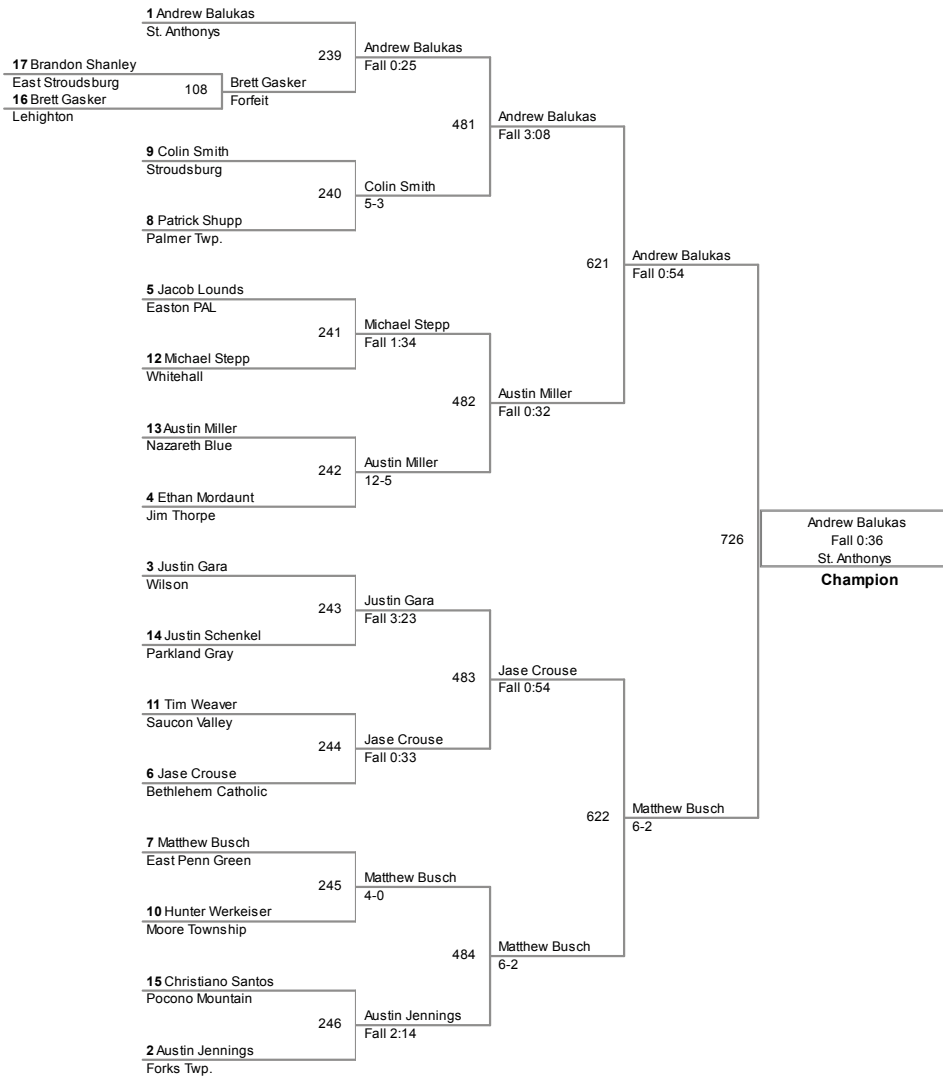 1 Andrew Balukas
St. Anthonys
239
Andrew Balukas
Fall 0:25
17 Brandon Shanley
East Stroudsburg
108
Brett Gasker
Forfeit
16 Brett Gasker
Lehighton
481
Andrew Balukas
Fall 3:08
9 Colin Smith
Stroudsburg
240
Colin Smith
5-3
8 Patrick Shupp
Palmer Twp.
621
Andrew Balukas
Fall 0:54
5 Jacob Lounds
Easton PAL
241
Michael Stepp
Fall 1:34
12 Michael Stepp
Whitehall
482
Austin Miller
Fall 0:32
13 Austin Miller
Nazareth Blue
242
Austin Miller
12-5
4 Ethan Mordaunt
Jim Thorpe
726
Andrew Balukas
Fall 0:36
St. Anthonys
Champion
3 Justin Gara
Wilson
243
Justin Gara
Fall 3:23
14 Justin Schenkel
Parkland Gray
483
Jase Crouse
Fall 0:54
11 Tim Weaver
Saucon Valley
244
Jase Crouse
Fall 0:33
6 Jase Crouse
Bethlehem Catholic
622
Matthew Busch
6-2
7 Matthew Busch
East Penn Green
245
Matthew Busch
4-0
10 Hunter Werkeiser
Moore Township
484
Matthew Busch
6-2
15 Christiano Santos
Pocono Mountain
246
Austin Jennings
Fall 2:14
2 Austin Jennings
Forks Twp.